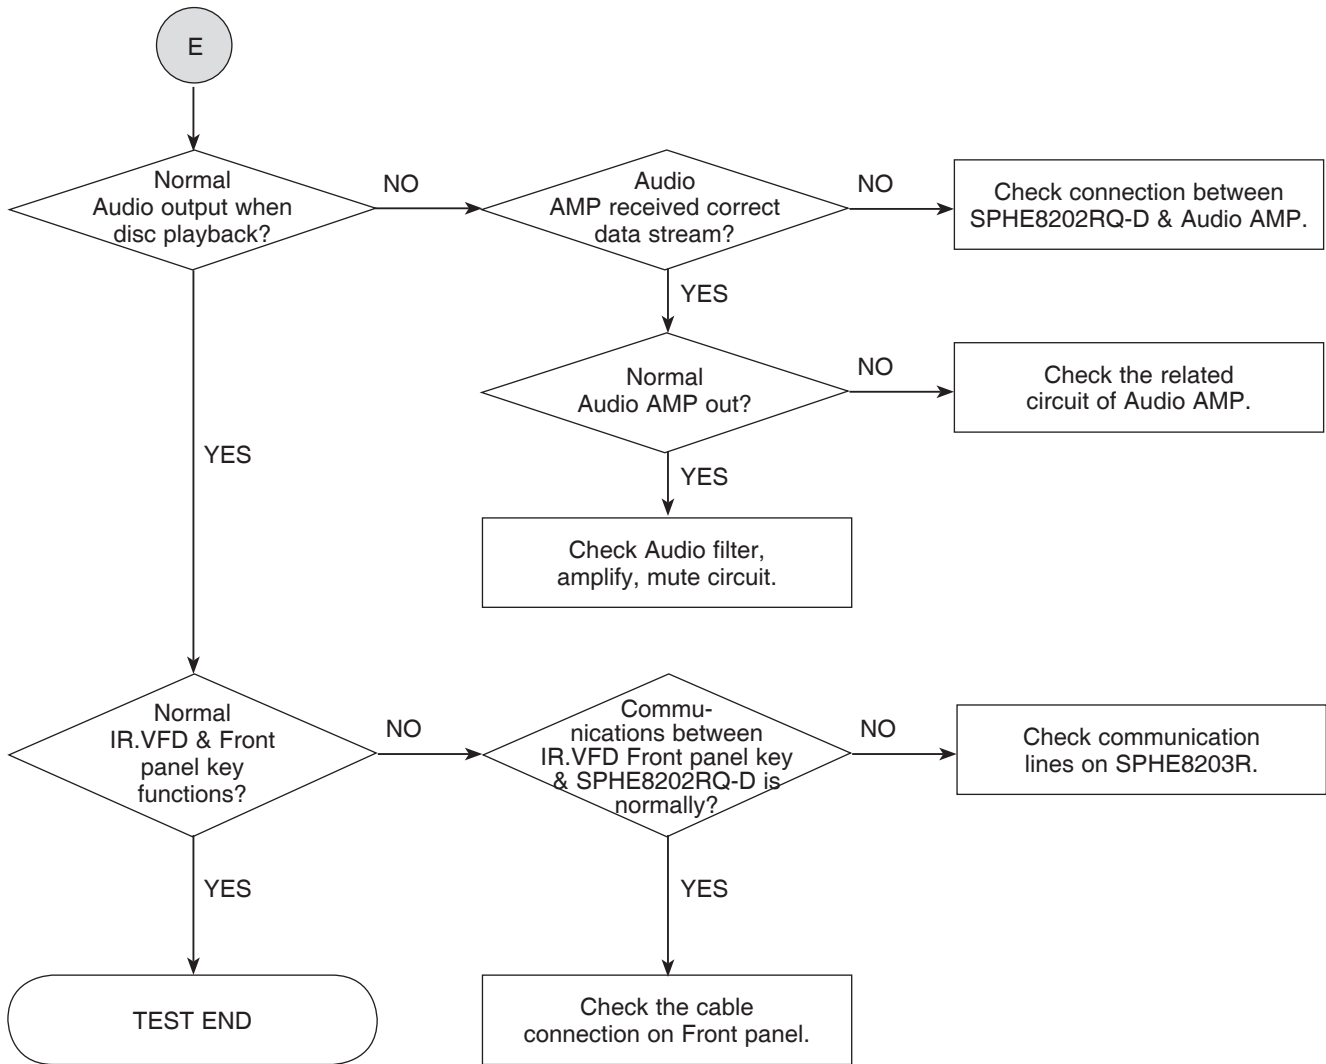 E
Normal
Audio output when
disc playback?
NO
Audio
AMP received correct
data stream?
NO
Check connection between
SPHE8202RQ-D & Audio AMP.
YES
Normal
Audio AMP out?
NO
Check the related
circuit of Audio AMP.
YES
YES
Check Audio filter,
amplify, mute circuit.
Normal
IR.VFD & Front
panel key
functions?
NO
Commu-
nications between
IR.VFD Front panel key
& SPHE8202RQ-D is
normally?
NO
Check communication
lines on SPHE8203R.
YES
YES
TEST END
Check the cable
connection on Front panel.